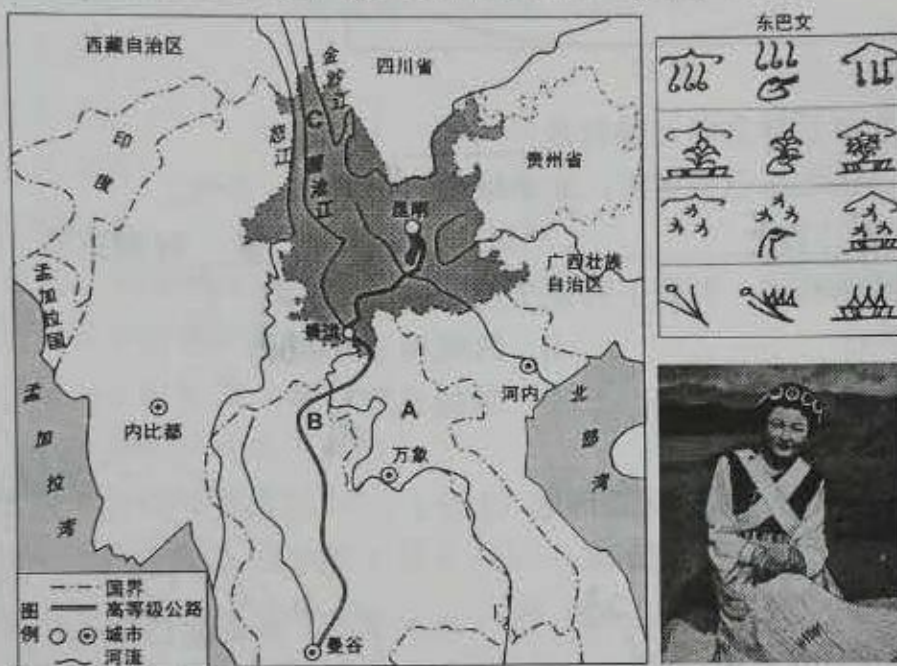 西藏自治区
金沙江
四川省
印度
怒江
C
澜沧江
贵州省
昆明
广西壮族
自治区
孟加拉国
景洪
河内
北部湾
A
B
内比都
万象
孟加拉湾
曼谷
图例
国界
高等级公路
城市
河流
东巴文